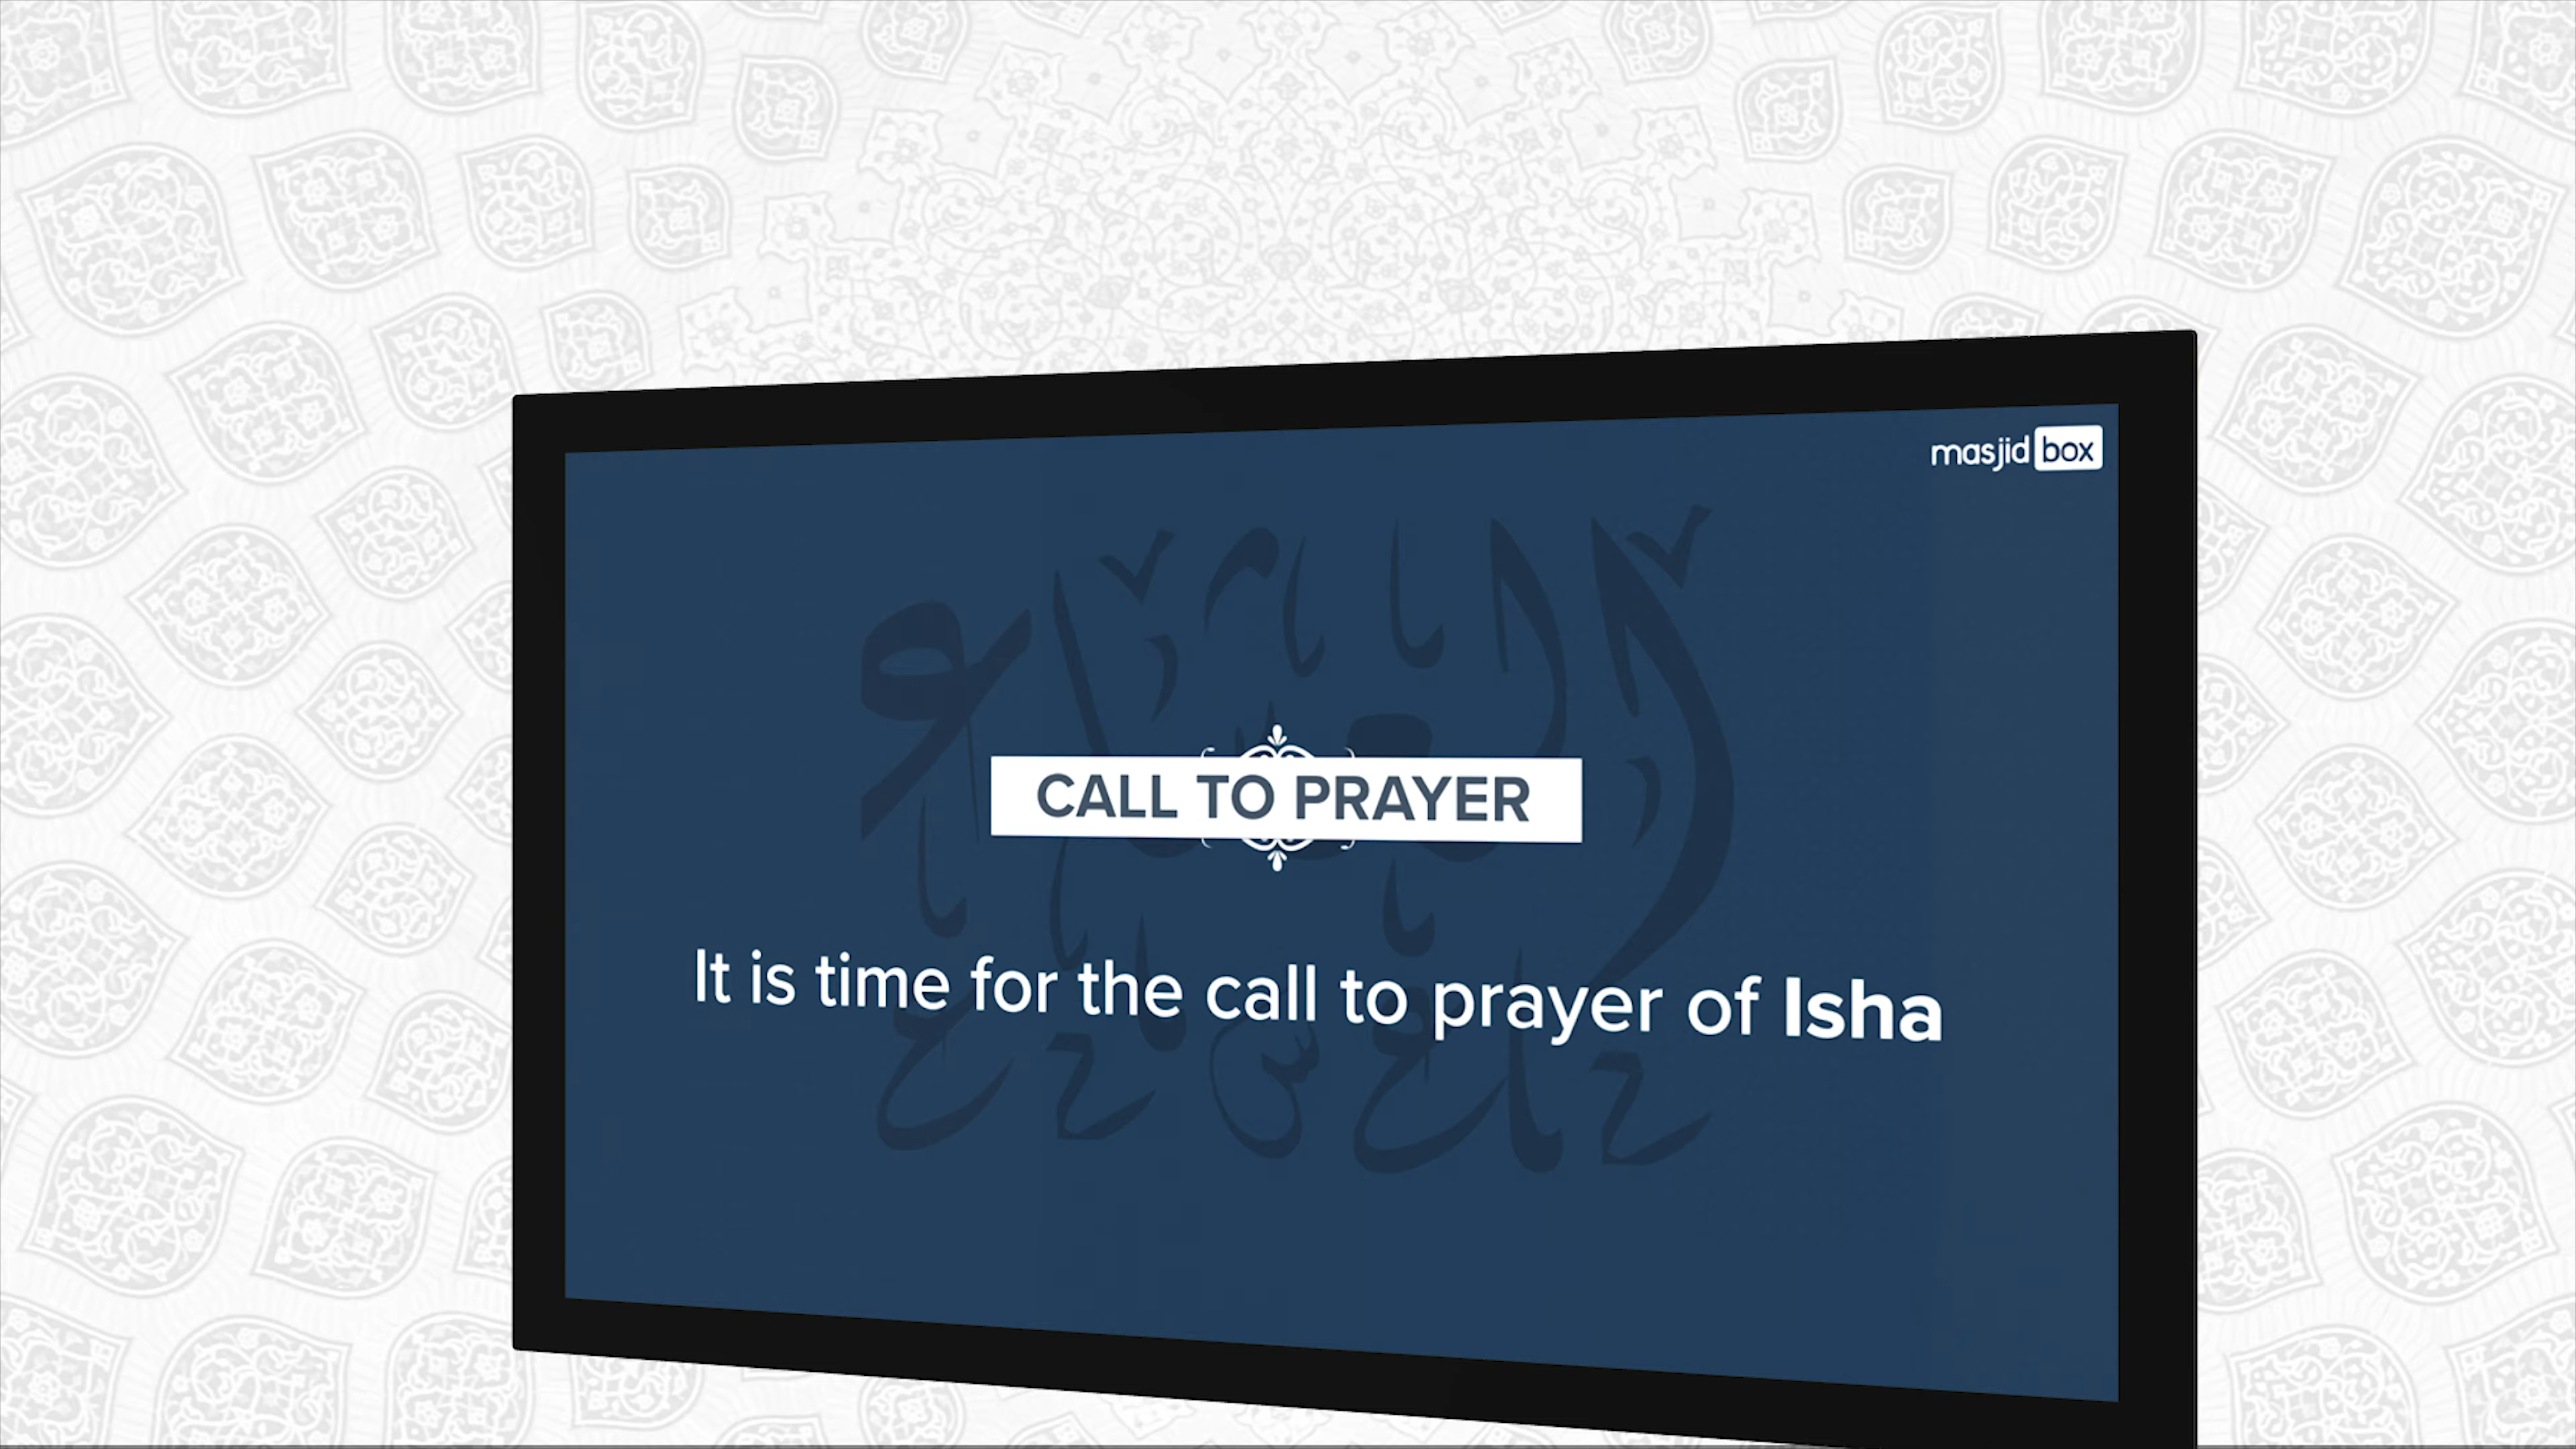 masjid box
CALL TO PRAYER
It is time for the call to prayer of Isha